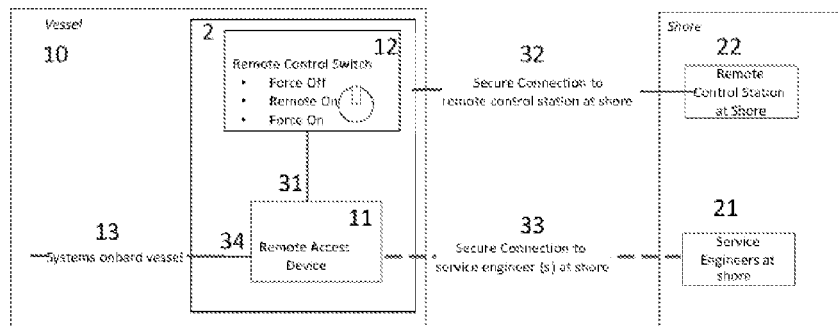 Vessel
10
2
12
Remote Control Switch
• Force Off
• Remote On
• Force On
32
Secure Connection to
remote control station at shore
Shore
22
Remote
Control Station
at Shore
31
11
Remote Access
Device
13
Systems onbord vessel
34
33
Secure Connection to
service engineer (s) at shore
21
Service
Engineers at
shore